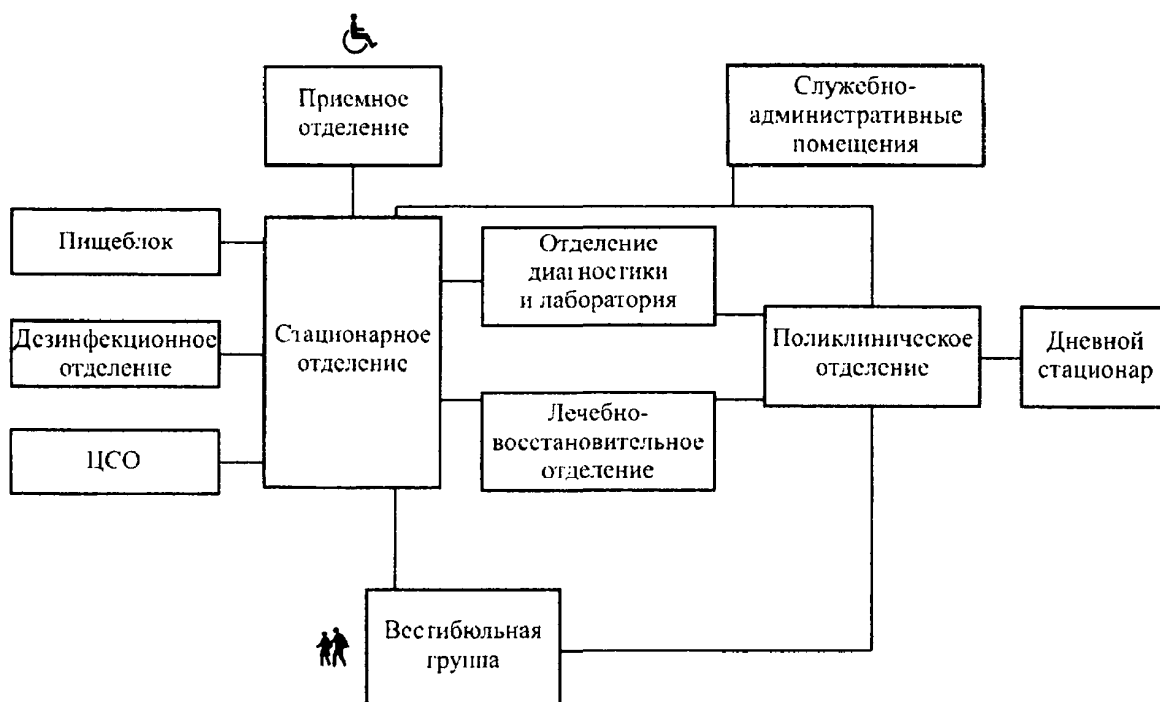 Приемное
отделение
Служебно-
административные
помещения
Пищеблок
Дезинфекционное
отделение
ЦСО
Стационарное
отделение
Отделение
диагностики
и лаборатория
Лечебно-
восстановительное
отделение
Поликлиническое
отделение
Дневной
стационар
Вестибюльная
группа